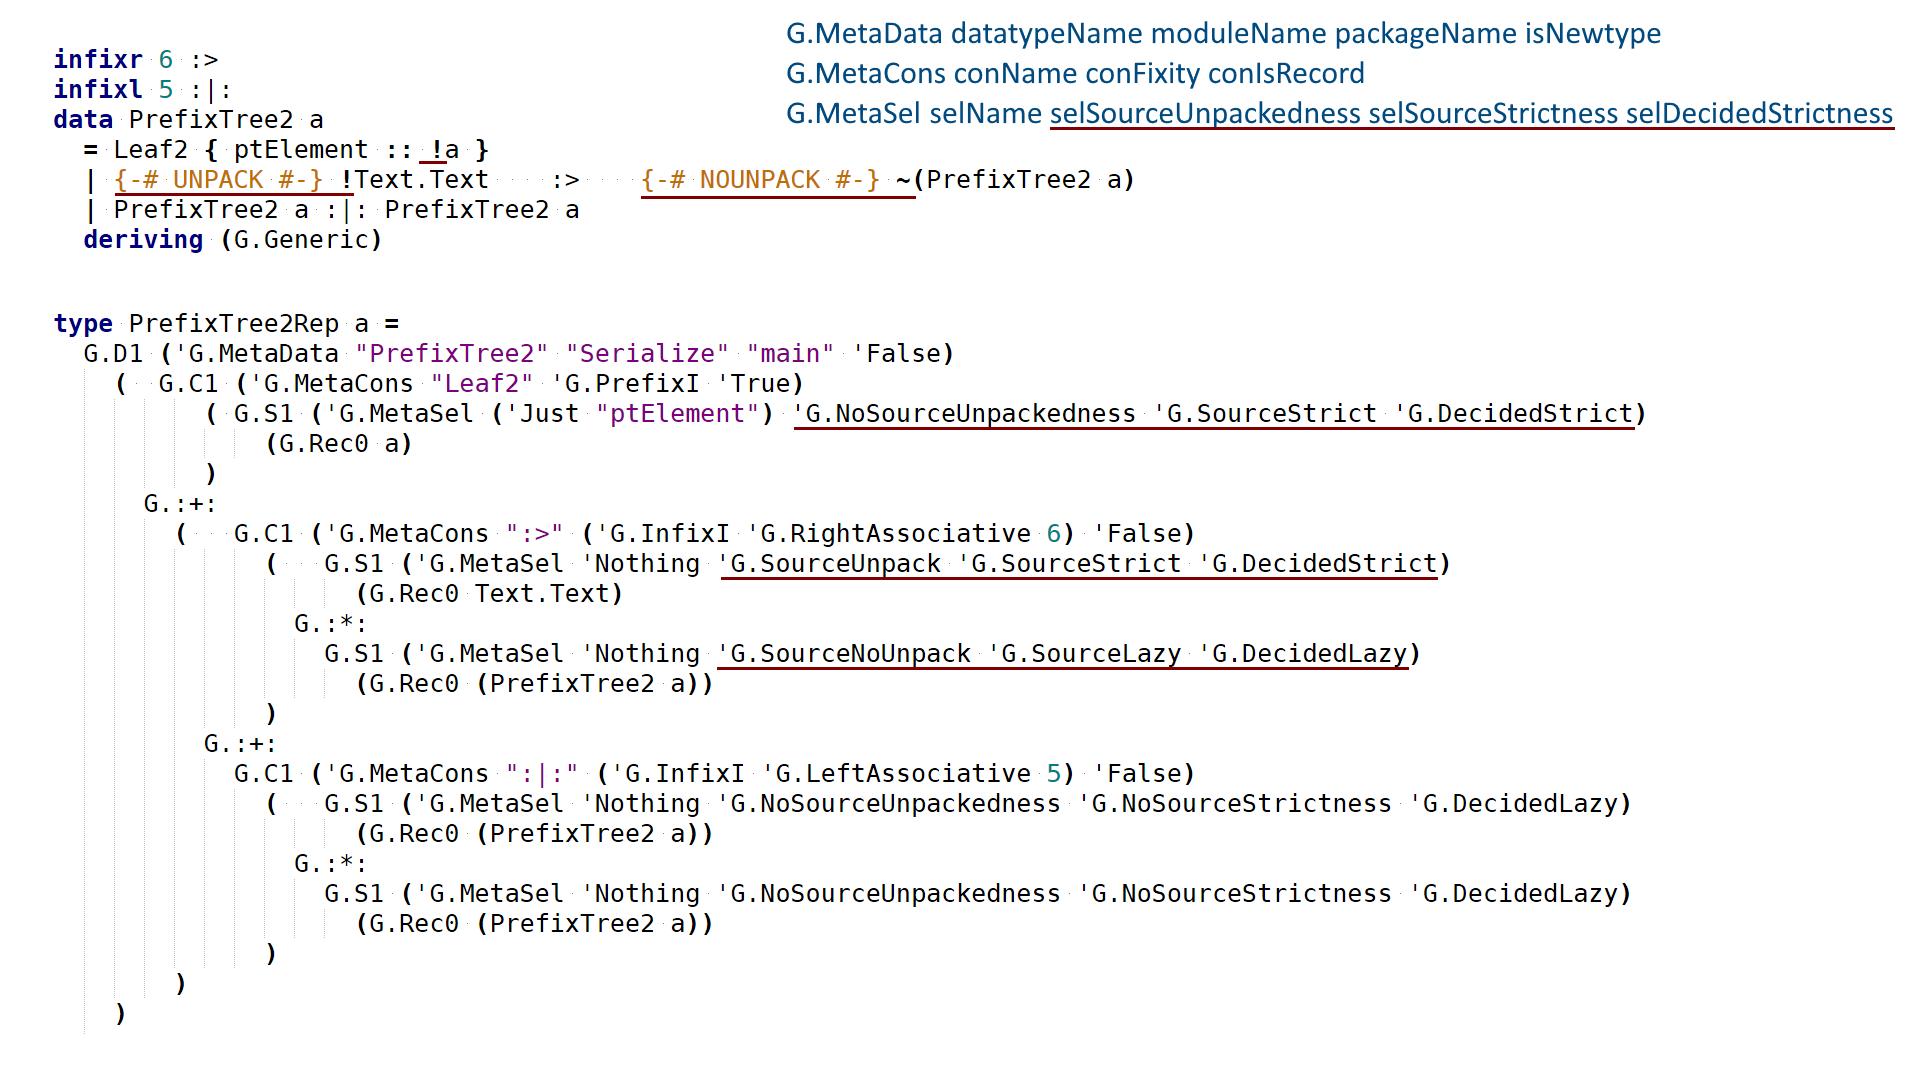 G.MetaData datatypeName moduleName packageName isNewtype
G.MetaCons conName conFixity conIsRecord
G.MetaSel selName selSourceUnpackedness selSourceStrictness selDecidedStrictness
infixr 6 :>
infixl 5 :|:
data PrefixTree2 a
  = Leaf2 { ptElement :: !a }
  | {-# UNPACK #-} !Text.Text    :>    {-# NOUNPACK #-} ~(PrefixTree2 a)
  | PrefixTree2 a :|: PrefixTree2 a
  deriving (G.Generic)
type PrefixTree2Rep a =
  G.D1 ('G.MetaData "PrefixTree2" "Serialize" "main" 'False)
    (  G.C1 ('G.MetaCons "Leaf2" 'G.PrefixI 'True)
          ( G.S1 ('G.MetaSel ('Just "ptElement") 'G.NoSourceUnpackedness 'G.SourceStrict 'G.DecidedStrict)
              (G.Rec0 a)
          )
      G.:+:
        (   G.C1 ('G.MetaCons ":>" ('G.InfixI 'G.RightAssociative 6) 'False)
              (   G.S1 ('G.MetaSel 'Nothing 'G.SourceUnpack 'G.SourceStrict 'G.DecidedStrict)
                    (G.Rec0 Text.Text)
                G.:*:
                  G.S1 ('G.MetaSel 'Nothing 'G.SourceNoUnpack 'G.SourceLazy 'G.DecidedLazy)
                    (G.Rec0 (PrefixTree2 a))
              )
          G.:+:
            G.C1 ('G.MetaCons ":|:" ('G.InfixI 'G.LeftAssociative 5) 'False)
              (   G.S1 ('G.MetaSel 'Nothing 'G.NoSourceUnpackedness 'G.NoSourceStrictness 'G.DecidedLazy)
                    (G.Rec0 (PrefixTree2 a))
                G.:*:
                  G.S1 ('G.MetaSel 'Nothing 'G.NoSourceUnpackedness 'G.NoSourceStrictness 'G.DecidedLazy)
                    (G.Rec0 (PrefixTree2 a))
              )
        )
    )